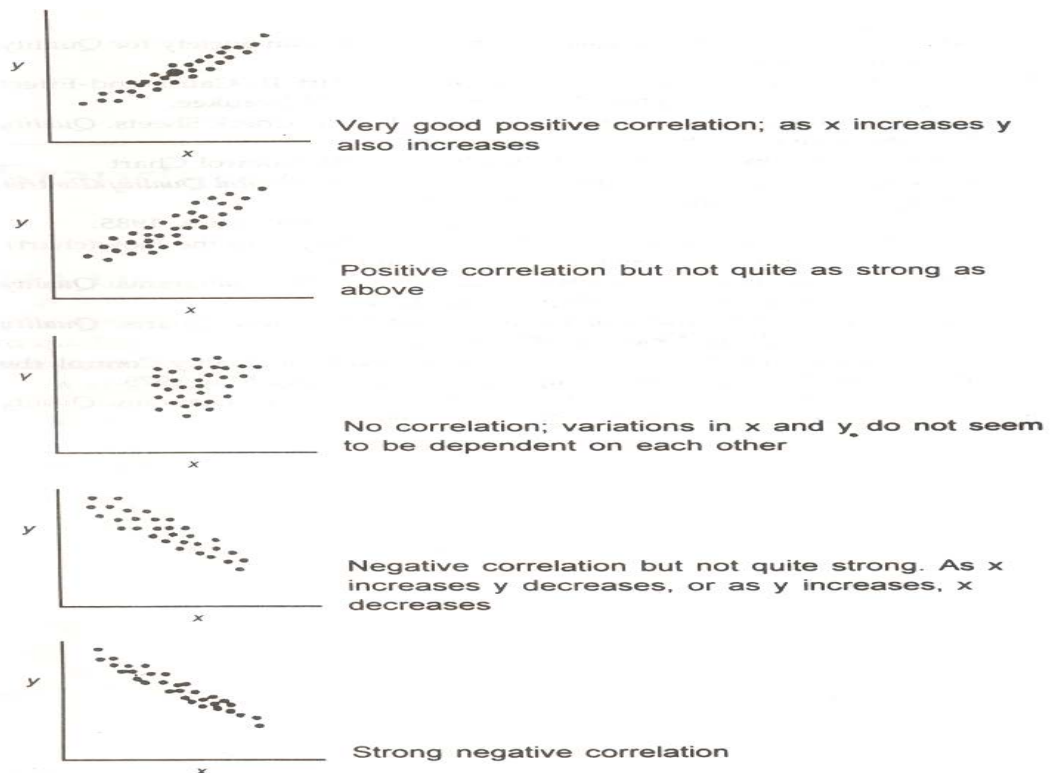 y
Very good positive correlation; as x increases y
also increases
x
y
Positive correlation but not quite as strong as
above
x
y
No correlation; variations in x and y do not seem
to be dependent on each other
x
y
Negative correlation but not quite strong. As x
increases y decreases, or as y increases, x
decreases
x
y
Strong negative correlation
x